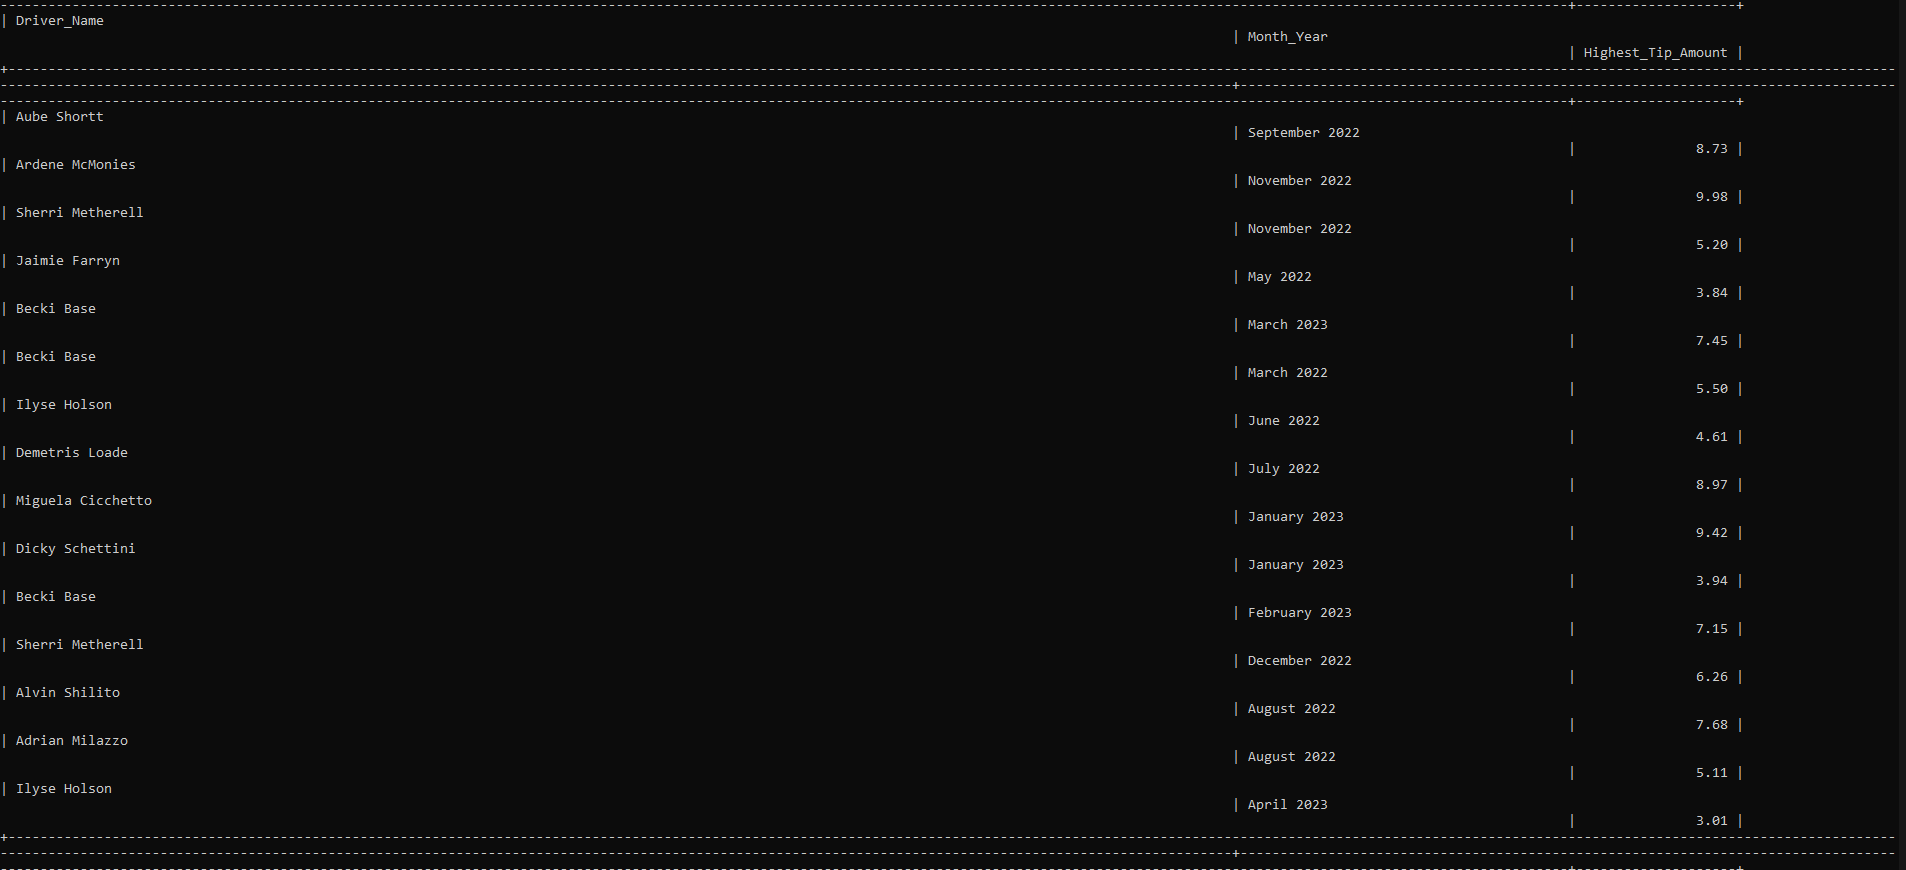 | Driver_Name
| Month_Year
| Highest_Tip_Amount |
| Aube Shortt
| September 2022
| 8.73 |
| Ardene McMonies
| November 2022
| 9.98 |
| Sherri Metherell
| November 2022
| 5.20 |
| Jaimie Farryn
| May 2022
| 3.84 |
| Becki Base
| March 2023
| 7.45 |
| Becki Base
| March 2022
| 5.50 |
| Ilyse Holson
| June 2022
| 4.61 |
| Demetris Loade
| July 2022
| 8.97 |
| Miguela Cicchetto
| January 2023
| 9.42 |
| Dicky Schettini
| January 2023
| 3.94 |
| Becki Base
| February 2023
| 7.15 |
| Sherri Metherell
| December 2022
| 6.26 |
| Alvin Shilito
| August 2022
| 7.68 |
| Adrian Milazzo
| August 2022
| 5.11 |
| Ilyse Holson
| April 2023
| 3.01 |